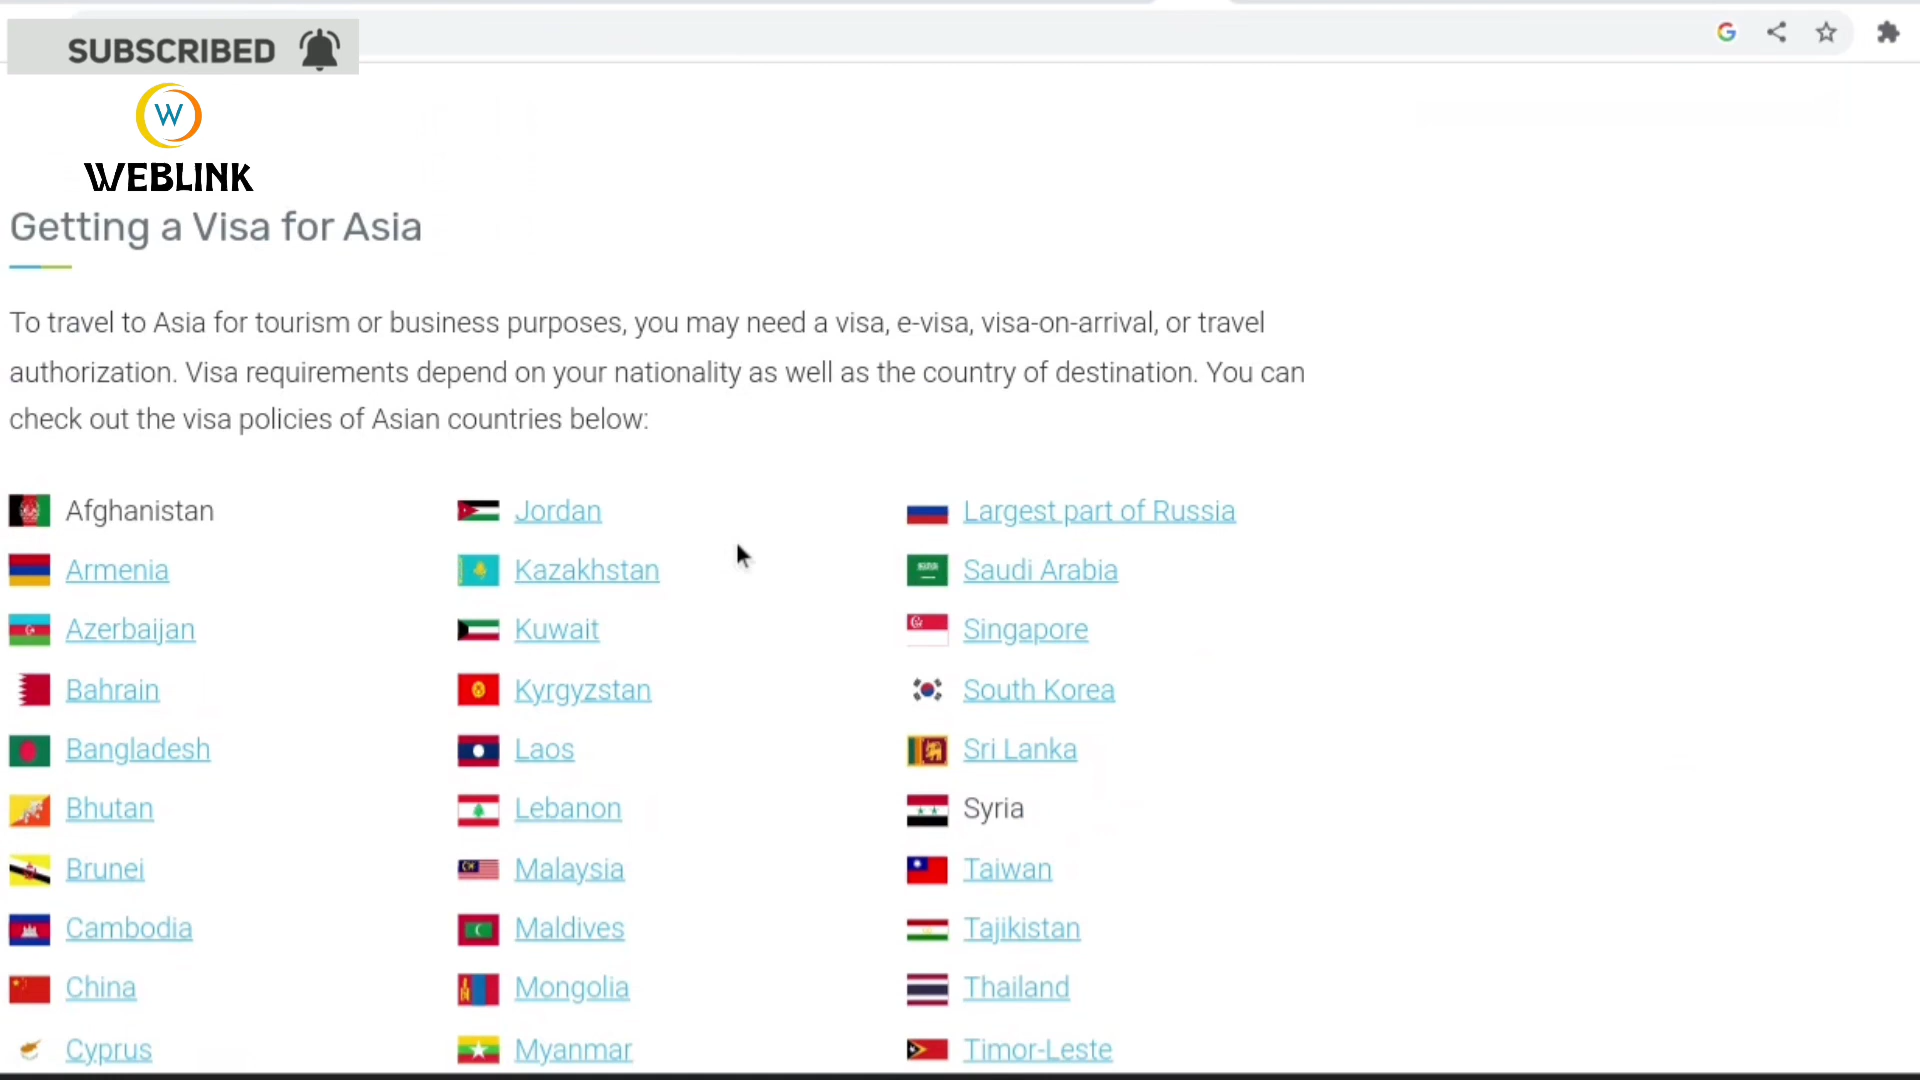 SUBSCRIBED
W
WEBLINK
Getting a Visa for Asia
To travel to Asia for tourism or business purposes, you may need a visa, e-visa, visa-on-arrival, or travel
authorization. Visa requirements depend on your nationality as well as the country of destination. You can
check out the visa policies of Asian countries below:
Afghanistan
Armenia
Azerbaijan
Bahrain
Bangladesh
Bhutan
Brunei
Cambodia
China
Cyprus
Jordan
Kazakhstan
Kuwait
Kyrgyzstan
Laos
Lebanon
Malaysia
Maldives
Mongolia
Myanmar
Largest part of Russia
Saudi Arabia
Singapore
South Korea
Sri Lanka
Syria
Taiwan
Tajikistan
Thailand
Timor-Leste